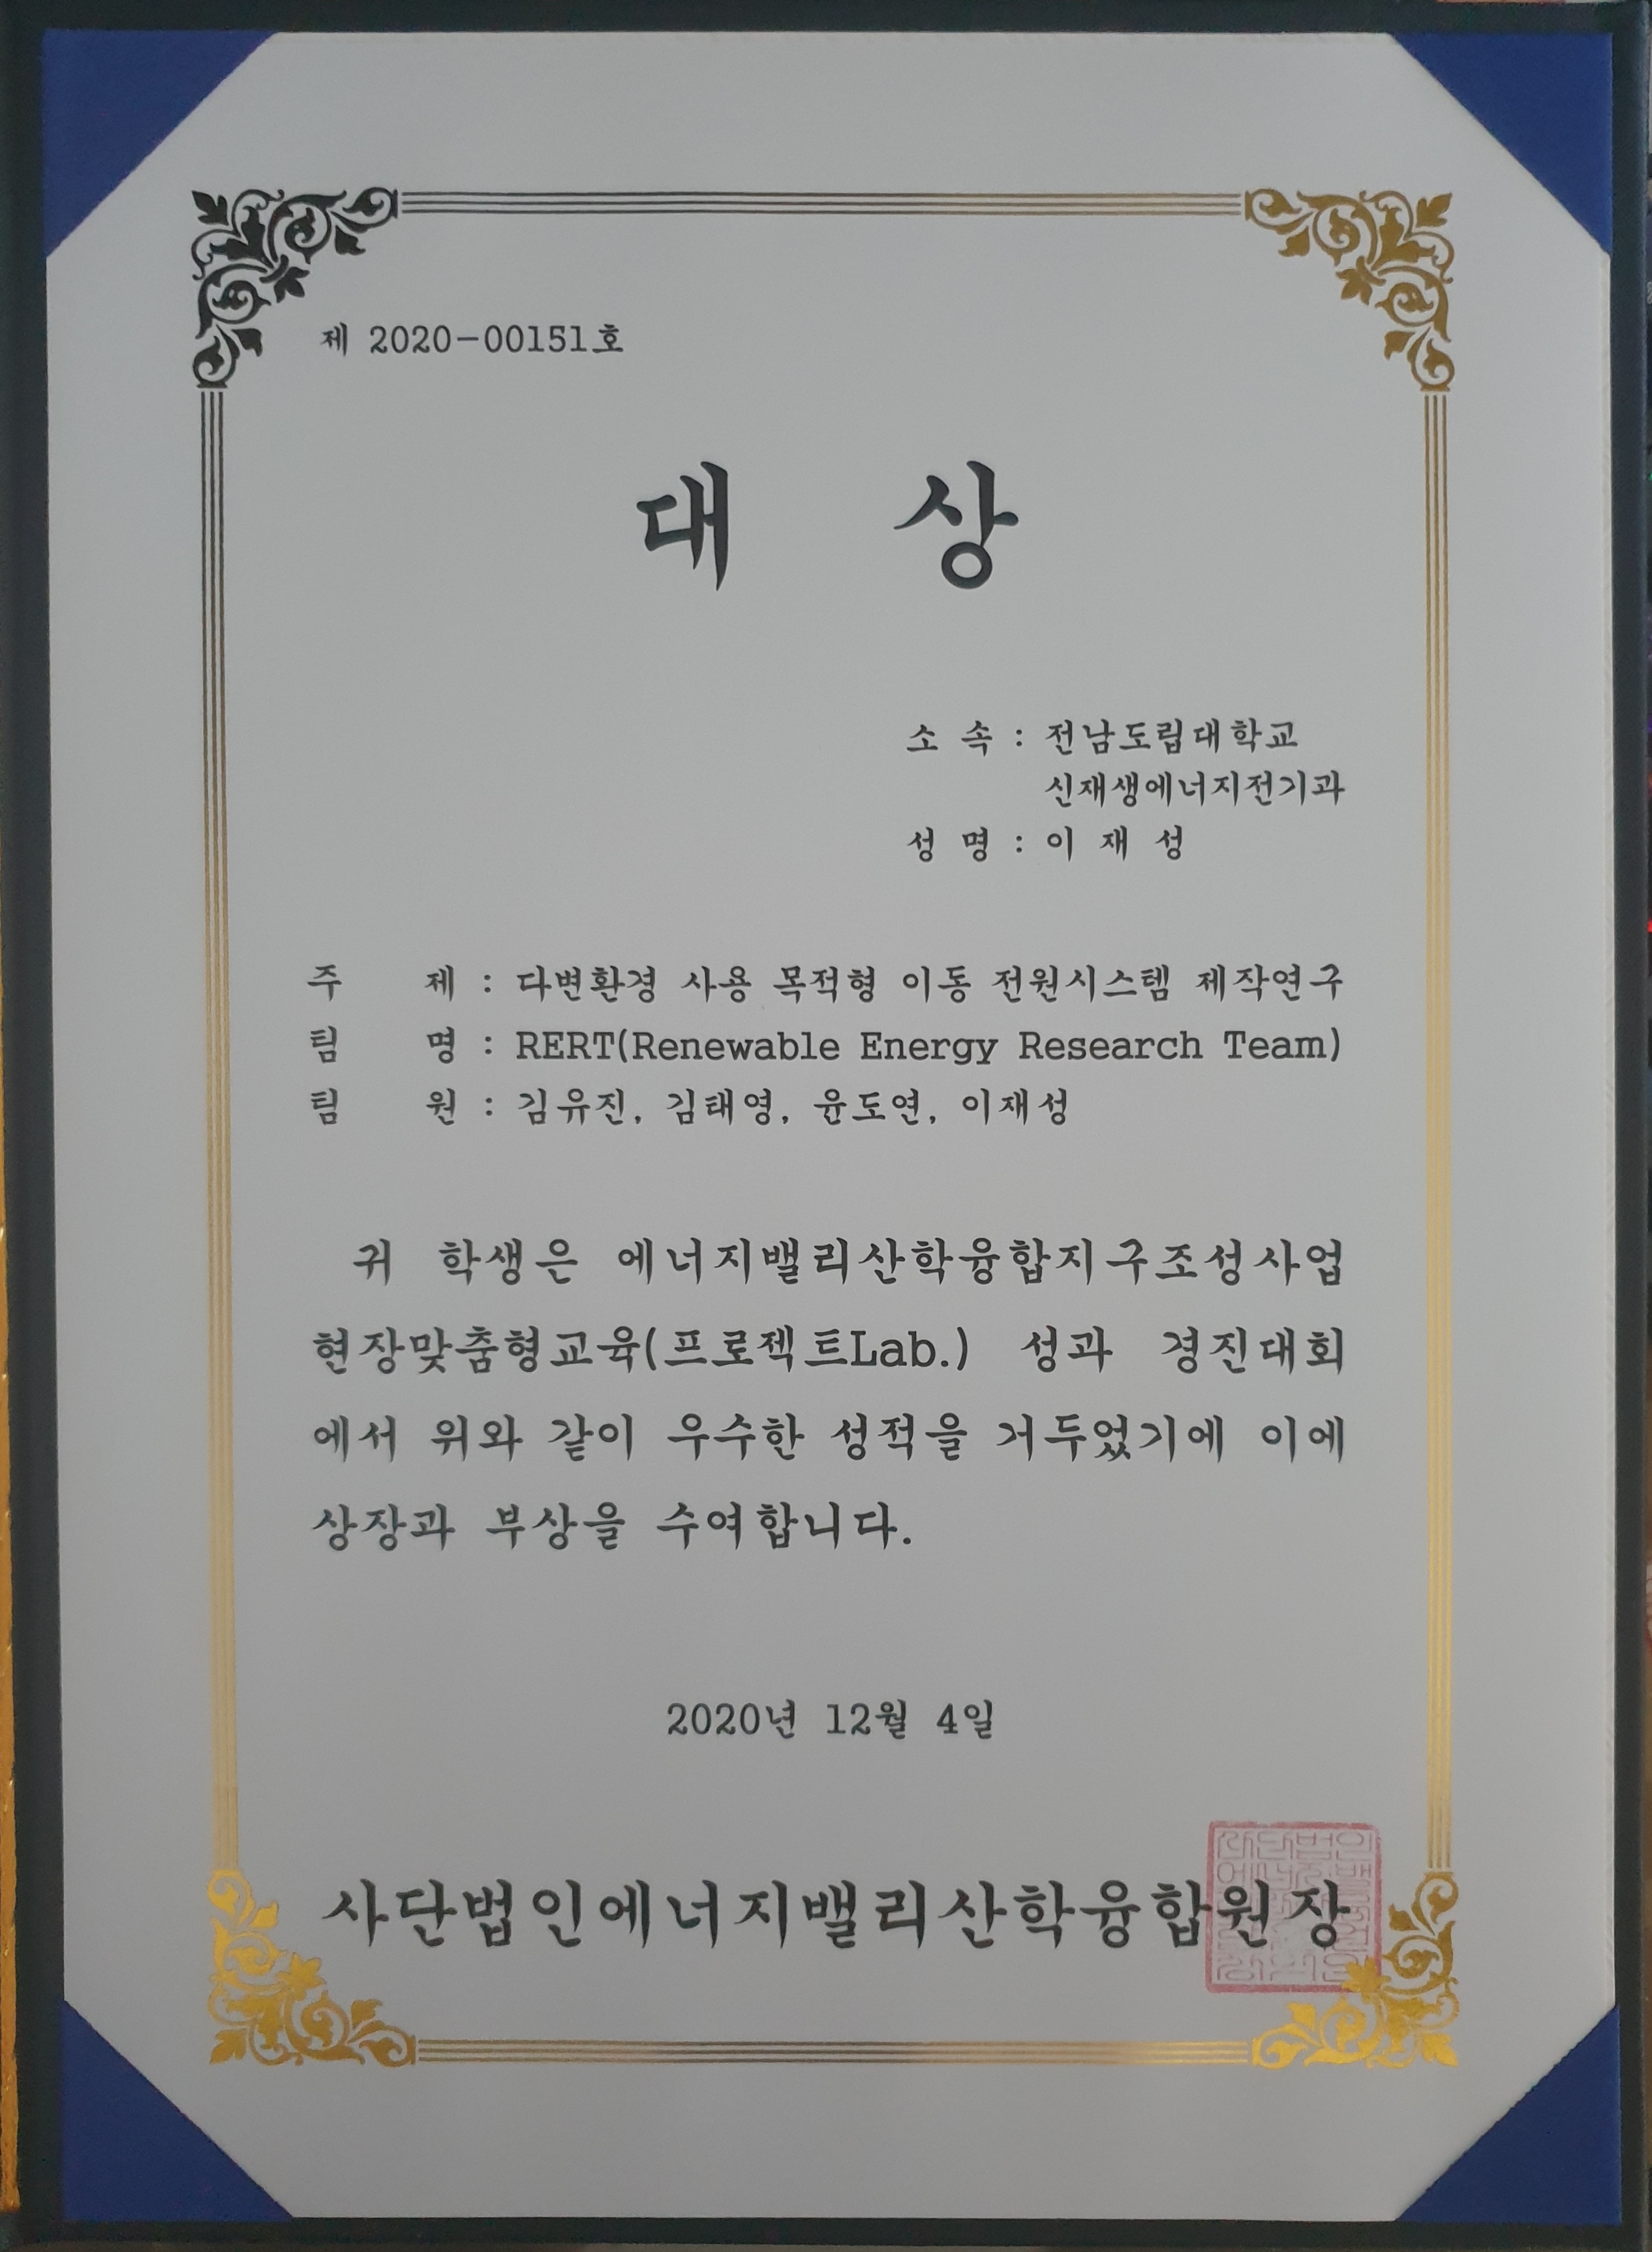 제 2020-00151호
대 상
소 속 : 전남도립대학교
신재생에너지전기과
성 명 : 이 재 성
주 제 : 다변환경 사용 목적형 이동 전원시스템 제작연구
팀 명 : RERT(Renewable Energy Research Team)
팀 원 : 김유진, 김태영, 윤도연, 이재성
귀 학생은 에너지밸리산학융합지구조성사업
현장맞춤형교육(프로젝트Lab.) 성과 경진대회
에서 위와 같이 우수한 성적을 거두었기에 이에
상장과 부상을 수여합니다.
2020년 12월 4일
사단법인에너지밸리산학융합원장
사단법인